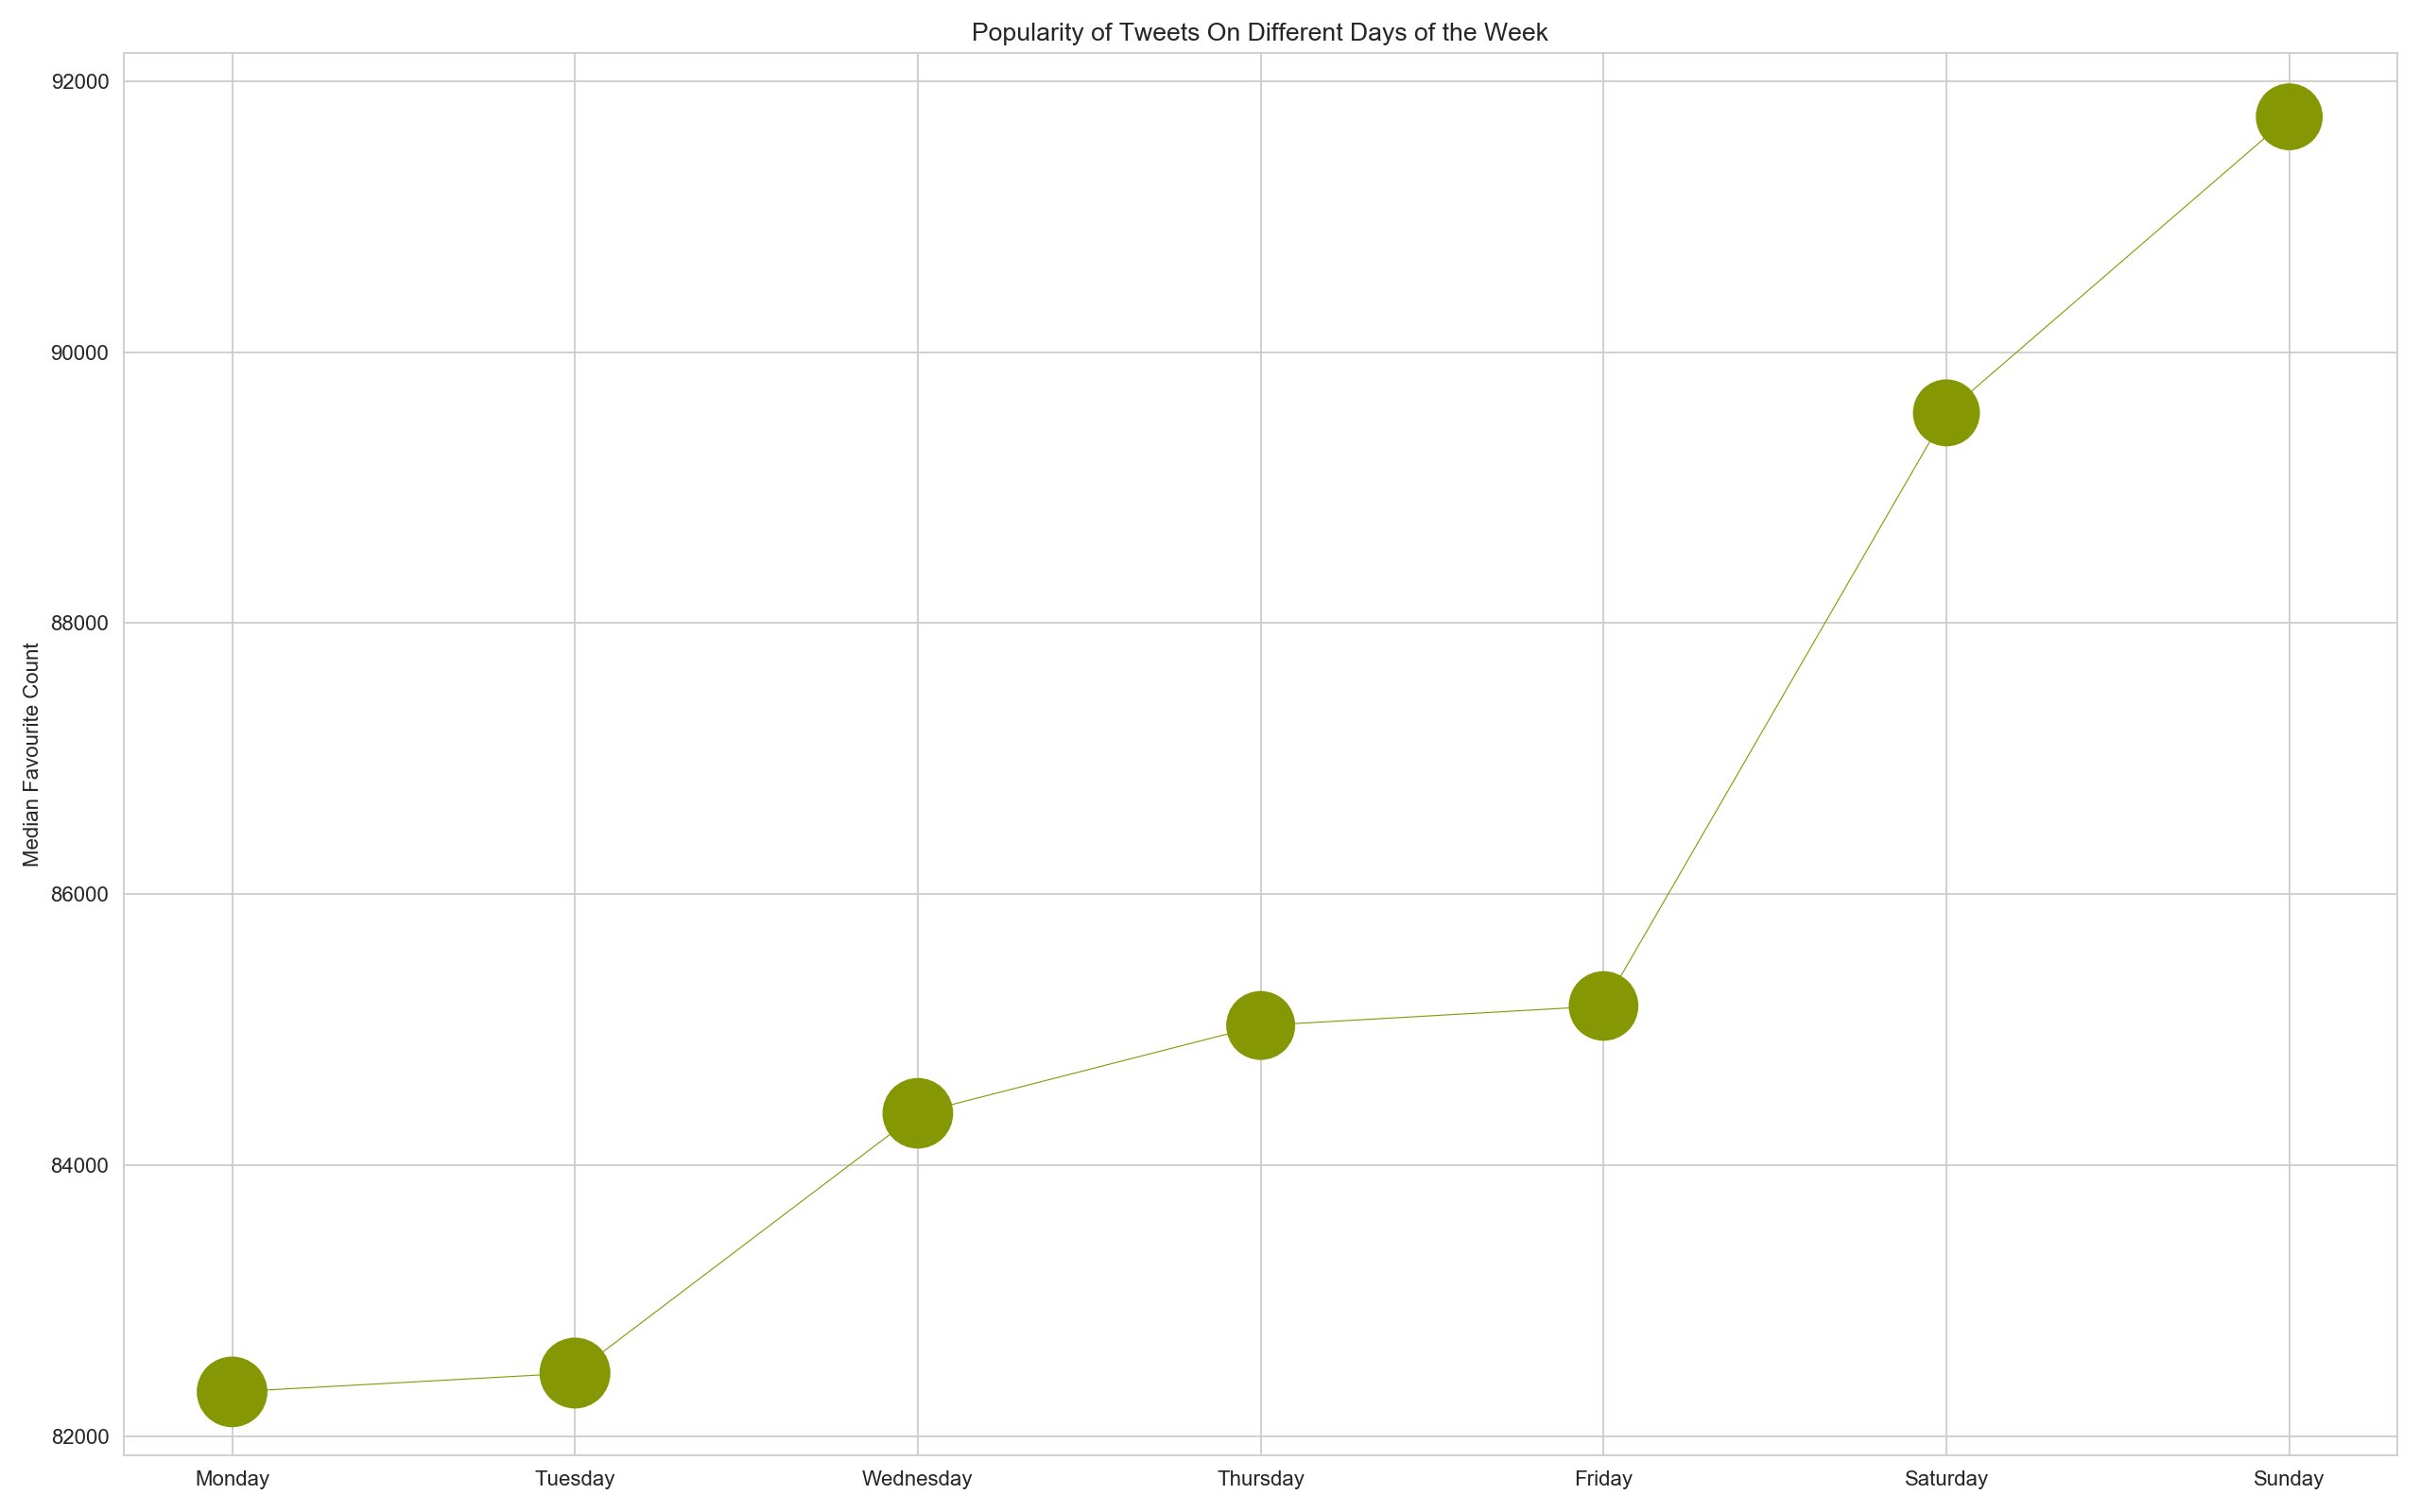 Popularity of Tweets On Different Days of the Week
92000
90000
88000
86000
84000
82000
Median Favourite Count
Monday Tuesday Wednesday Thursday Friday Saturday Sunday